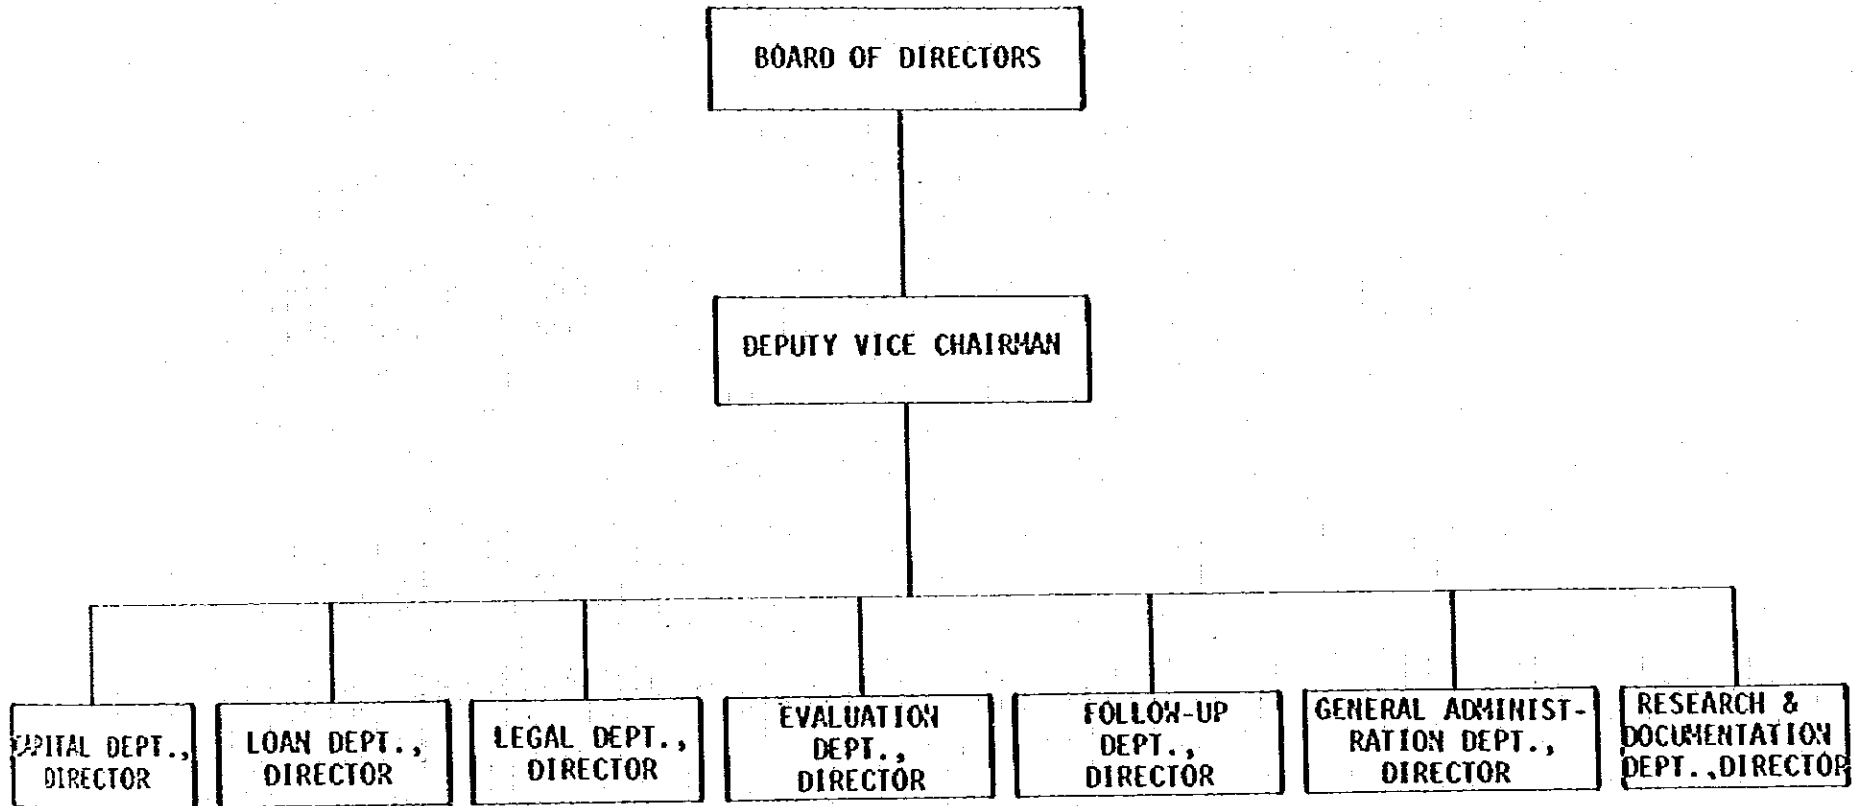 BOARD OF DIRECTORS
DEPUTY VICE CHAIRMAN
CAPITAL DEPT.,
DIRECTOR
LOAN DEPT.,
DIRECTOR
LEGAL DEPT.,
DIRECTOR
EVALUATION
DEPT.,
DIRECTOR
FOLLOW-UP
DEPT.,
DIRECTOR
GENERAL ADMINIST-
RATION DEPT.,
DIRECTOR
RESEARCH &
DOCUMENTATION
DEPT.,DIRECTOR